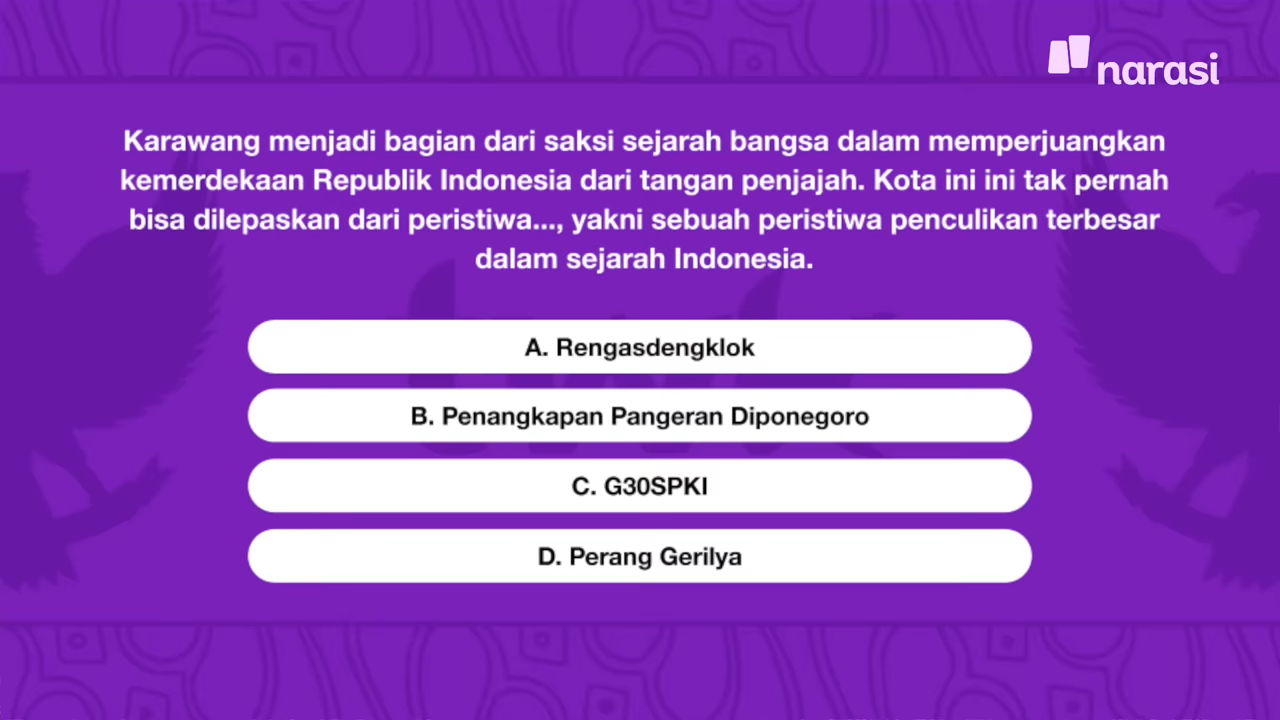 narasi
Karawang menjadi bagian dari saksi sejarah bangsa dalam memperjuangkan
kemerdekaan Republik Indonesia dari tangan penjajah. Kota ini ini tak pernah
bisa dilepaskan dari peristiwa..., yakni sebuah peristiwa penculikan terbesar
dalam sejarah Indonesia.
A. Rengasdengklok
B. Penangkapan Pangeran Diponegoro
C. G30SPKI
D. Perang Gerilya